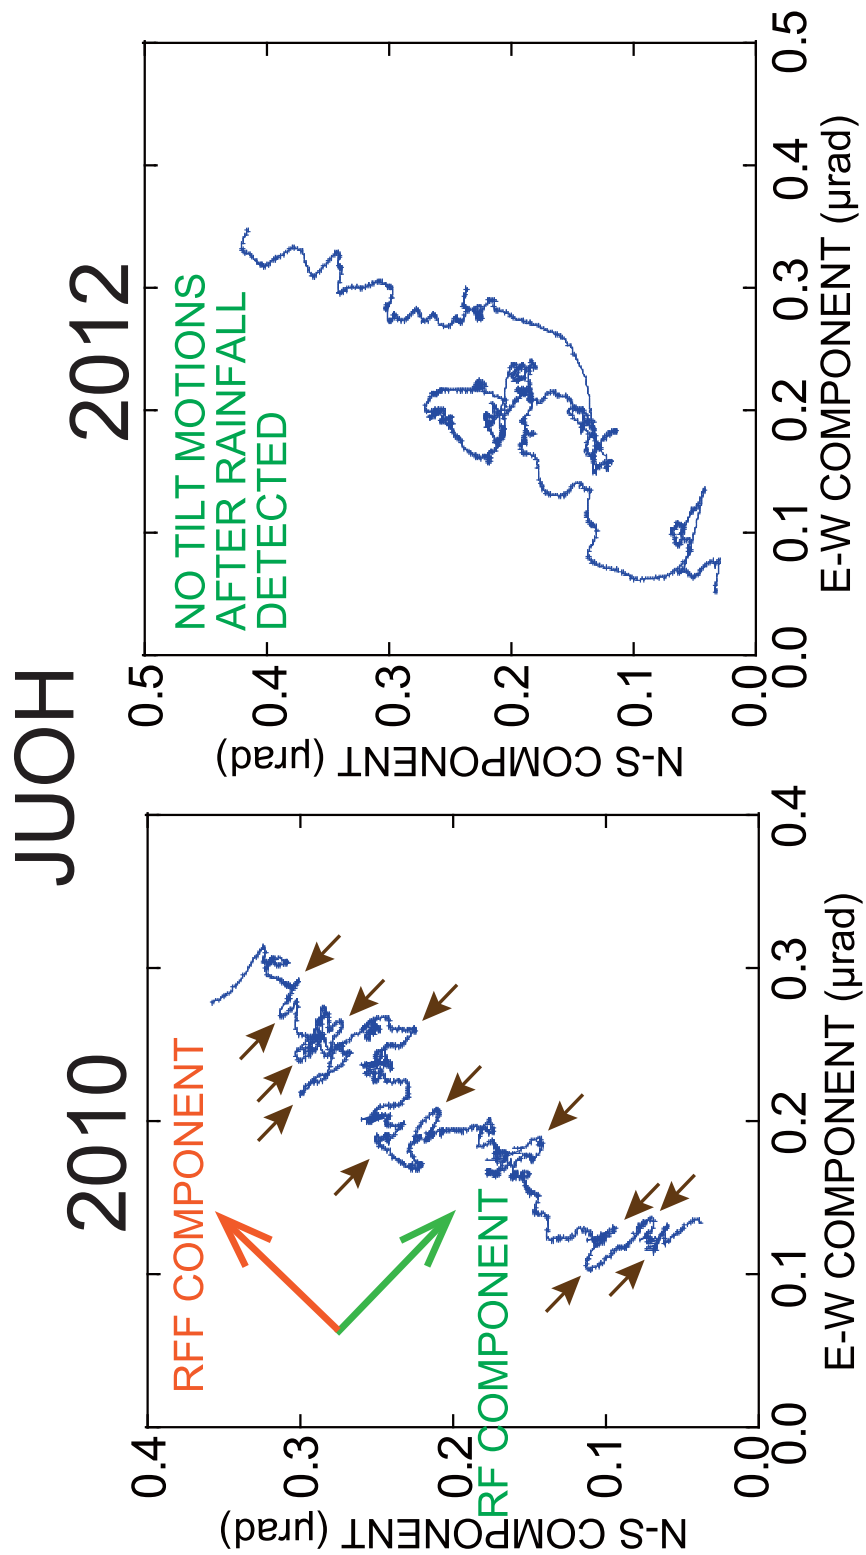 JUOH
2010
RFF COMPONENT
RF COMPONENT
N-S COMPONENT (µrad)
0.4
0.3
0.2
0.1
0.0
0.0 0.1 0.2 0.3 0.4
E-W COMPONENT (µrad)
2012
NO TILT MOTIONS
AFTER RAINFALL
DETECTED
N-S COMPONENT (µrad)
0.5
0.4
0.3
0.2
0.1
0.0
0.0 0.1 0.2 0.3 0.4 0.5
E-W COMPONENT (µrad)